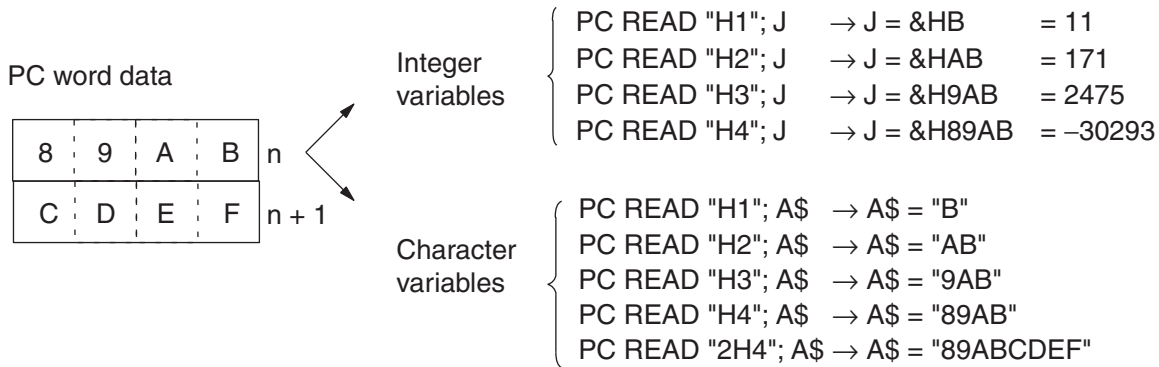 PC word data
8 9 A B n
C D E F n + 1
Integer
variables
PC READ "H1"; J → J = &HB = 11
PC READ "H2"; J → J = &HAB = 171
PC READ "H3"; J → J = &H9AB = 2475
PC READ "H4"; J → J = &H89AB = −30293
Character
variables
PC READ "H1"; A$ → A$ = "B"
PC READ "H2"; A$ → A$ = "AB"
PC READ "H3"; A$ → A$ = "9AB"
PC READ "H4"; A$ → A$ = "89AB"
PC READ "2H4"; A$ → A$ = "89ABCDEF"